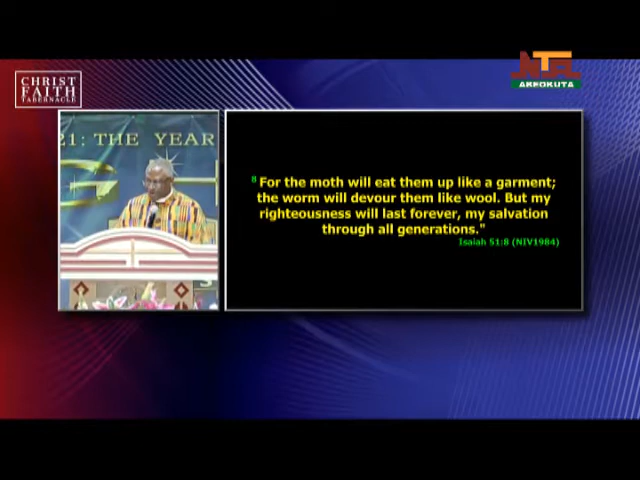 CHRIST
FAITH
TABERNACLE
NTA
ABEOKUTA
21: THE YEAR
8 For the moth will eat them up like a garment;
the worm will devour them like wool. But my
righteousness will last forever, my salvation
through all generations."
Isaiah 51:8 (NIV1984)